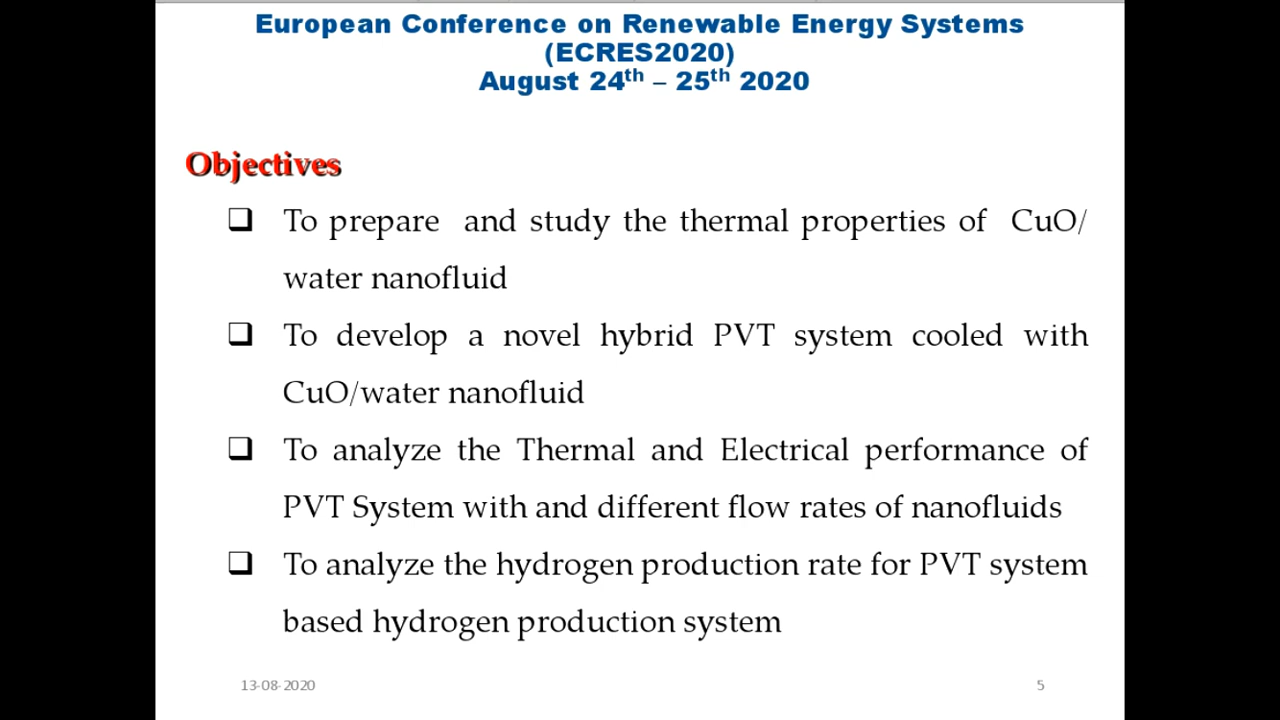 European Conference on Renewable Energy Systems
(ECRES2020)
August 24th – 25th 2020
Objectives
❑ To prepare and study the thermal properties of CuO/
water nanofluid
❑ To develop a novel hybrid PVT system cooled with
CuO/water nanofluid
❑ To analyze the Thermal and Electrical performance of
PVT System with and different flow rates of nanofluids
❑ To analyze the hydrogen production rate for PVT system
based hydrogen production system
13-08-2020
5